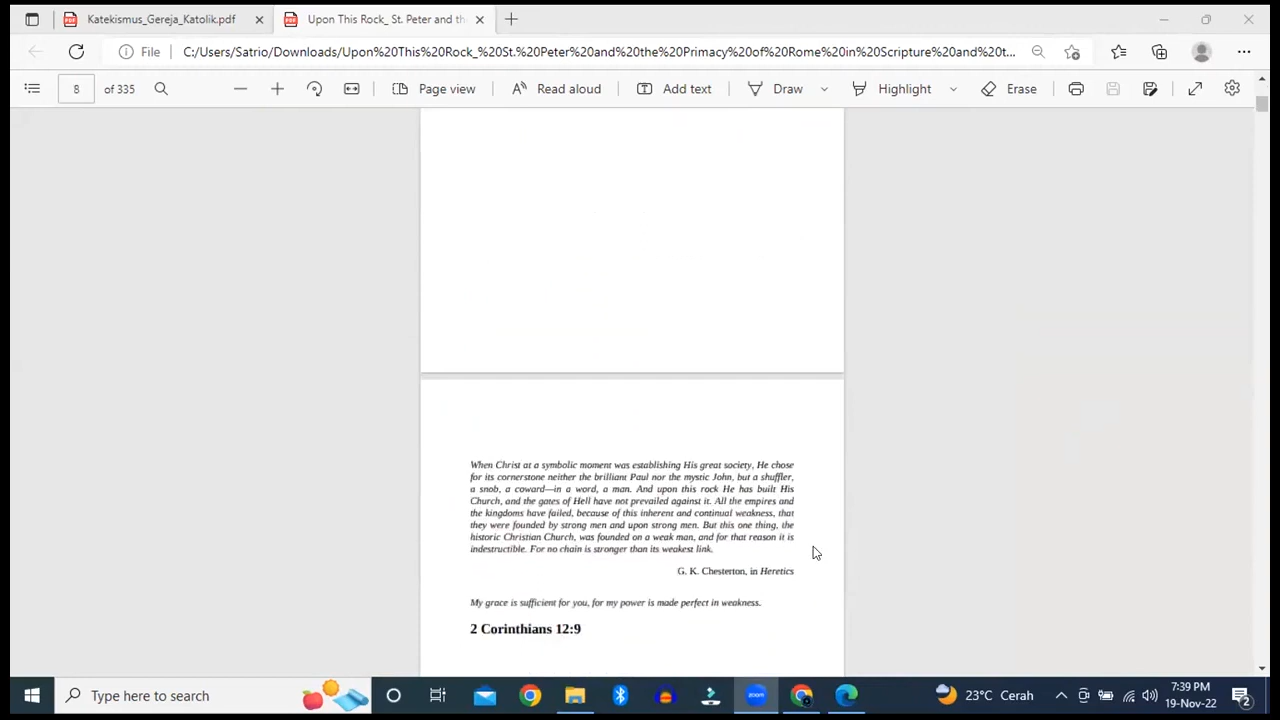 Katekismus_Gereja_Katolik.pdf
Upon This Rock_ St. Peter and th
File
C:/Users/Satrio/Downloads/Upon%20This%20Rock_%20St.%20Peter%20and%20the%20Primacy%20of%20Rome%20in%20Scripture%20and%20t...
8 of 335
Page view
Read aloud
Add text
Draw
Highlight
Erase
When Christ at a symbolic moment was establishing His great society, He chose
for its cornerstone neither the brilliant Paul nor the mystic John, but a shuffler,
a snob, a coward—in a word, a man. And upon this rock He has built His
Church, and the gates of Hell have not prevailed against it. All the empires and
the kingdoms have failed, because of this inherent and continual weakness, that
they were founded by strong men and upon strong men. But this one thing, the
historic Christian Church, was founded on a weak man, and for that reason it is
indestructible. For no chain is stronger than its weakest link.
G. K. Chesterton, in Heretics
My grace is sufficient for you, for my power is made perfect in weakness.
2 Corinthians 12:9
Type here to search
zoom
23°C Cerah
7:39 PM
19-Nov-22
2